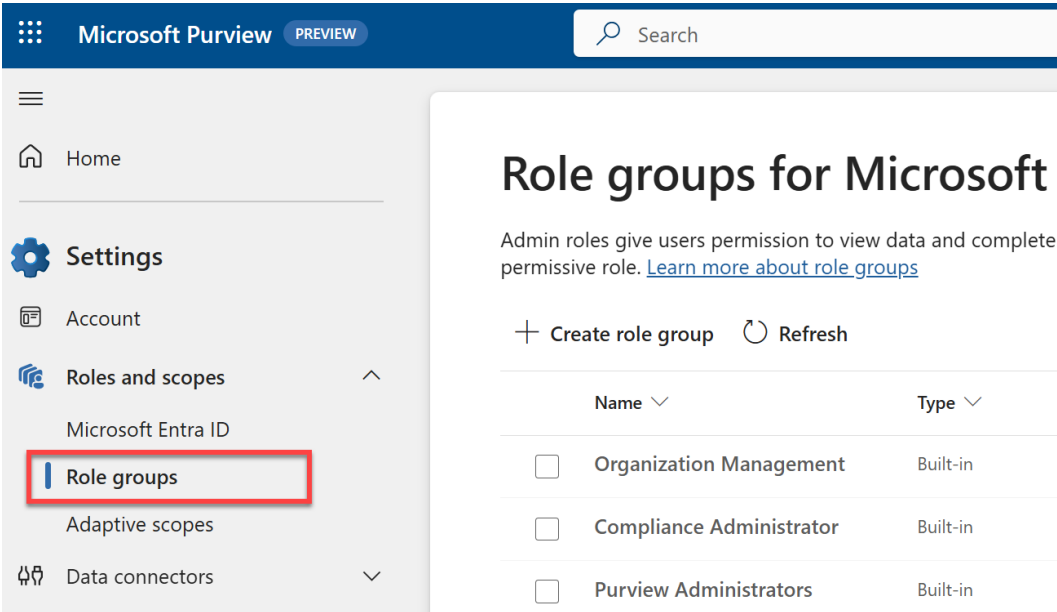 Microsoft Purview PREVIEW
Search
Home
Settings
Account
Roles and scopes
Microsoft Entra ID
Role groups
Adaptive scopes
Data connectors
Role groups for Microsoft
Admin roles give users permission to view data and complete
permissive role. Learn more about role groups
Create role group Refresh
Name Type
Organization Management Built-in
Compliance Administrator Built-in
Purview Administrators Built-in